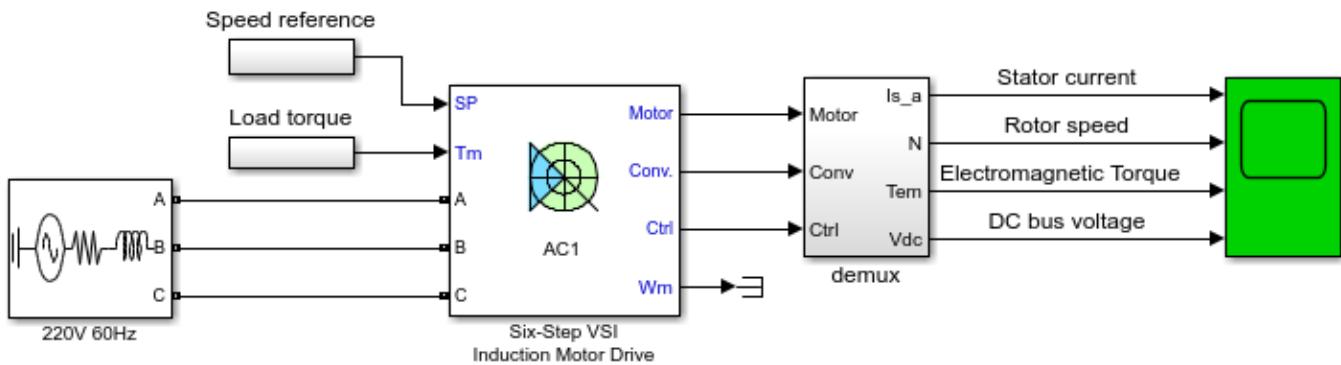 Speed reference
Load torque
A
B
C
220V 60Hz
SP
Tm
A
B
C
AC1
Motor
Conv.
Ctrl
Wm
Six-Step VSI
Induction Motor Drive
Motor
Conv
Ctrl
Is_a
N
Tem
Vdc
demux
Stator current
Rotor speed
Electromagnetic Torque
DC bus voltage